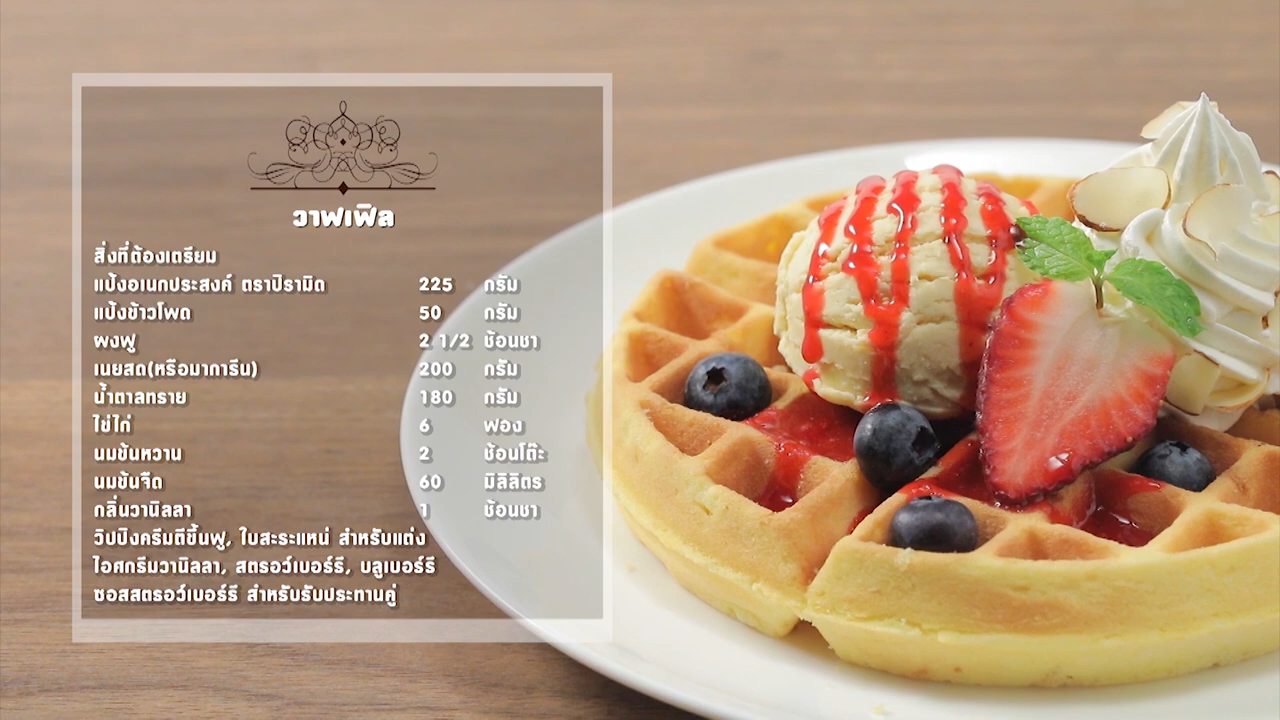 วาฟเฟิล
สิ่งที่ต้องเตรียม
แป้งอเนกประสงค์ ตราปิรามิด 225 กรัม
แป้งข้าวโพด 50 กรัม
ผงฟู 2 1/2 ช้อนชา
เนยสด(หรือมาการีน) 200 กรัม
น้ำตาลทราย 180 กรัม
ไข่ไก่ 6 ฟอง
นมข้นหวาน 2 ช้อนโต๊ะ
นมข้นจืด 60 มิลิลิตร
กลิ่นวานิลลา 1 ช้อนชา
วิปปิงครีมตีขึ้นฟู, ใบสะระแหน่ สำหรับแต่ง
ไอศกรีมวานิลลา, สตรอว์เบอร์รี, บลูเบอร์รี
ซอสสตรอว์เบอร์รี สำหรับรับประทานคู่